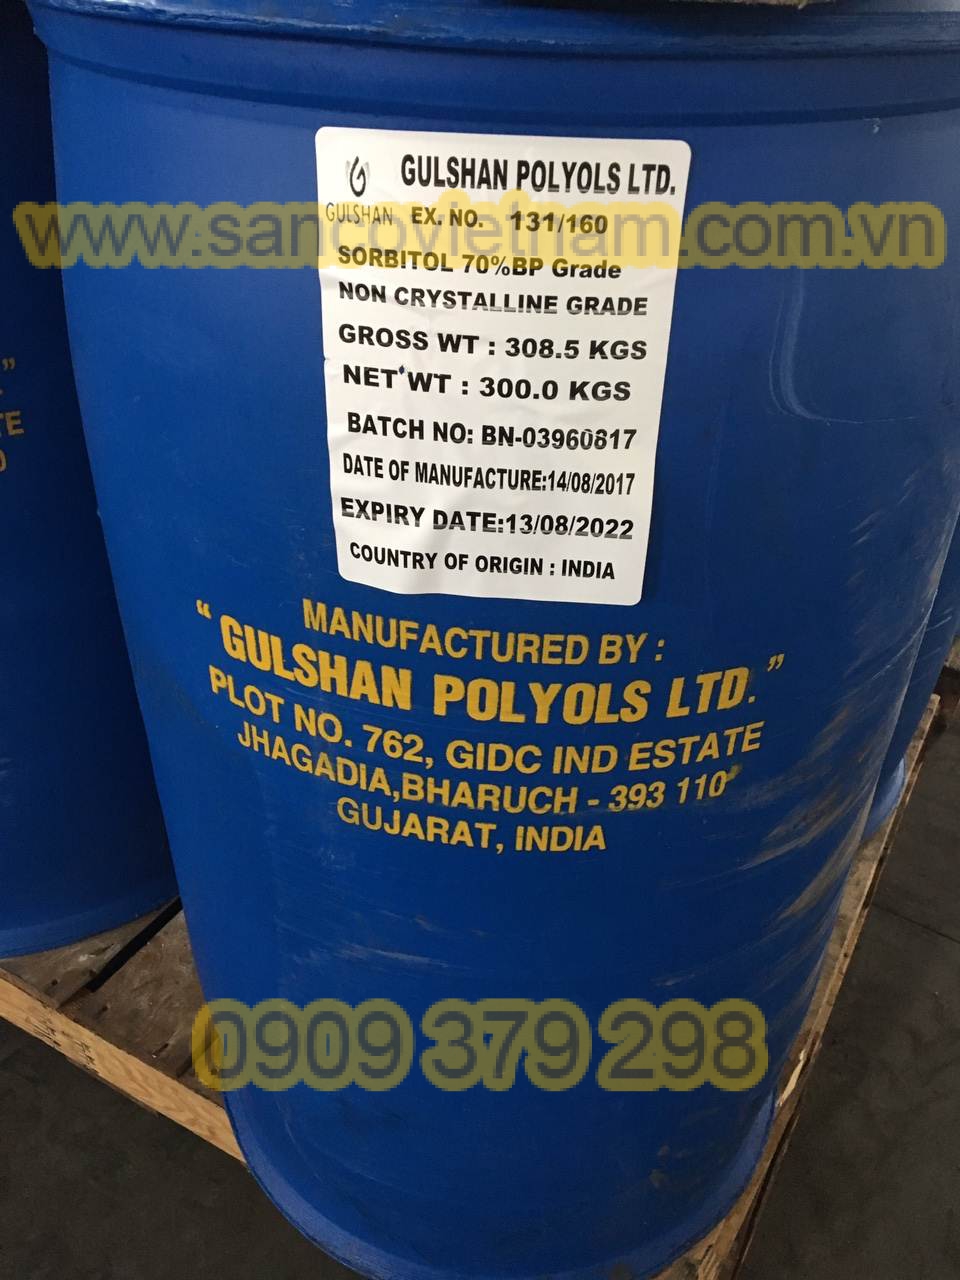 GULSHAN POLYOLS LTD.
GULSHAN EX. NO. 131/160
www.sancovietnam.com.vn
SORBITOL 70%BP Grade
NON CRYSTALLINE GRADE
GROSS WT : 308.5 KGS
NET WT : 300.0 KGS
BATCH NO: BN-03960817
DATE OF MANUFACTURE:14/08/2017
EXPIRY DATE:13/08/2022
COUNTRY OF ORIGIN : INDIA
MANUFACTURED BY :
"GULSHAN POLYOLS LTD."
PLOT NO. 762, GIDC IND ESTATE
JHAGADIA,BHARUCH - 393 110
GUJARAT, INDIA
0909 379 298